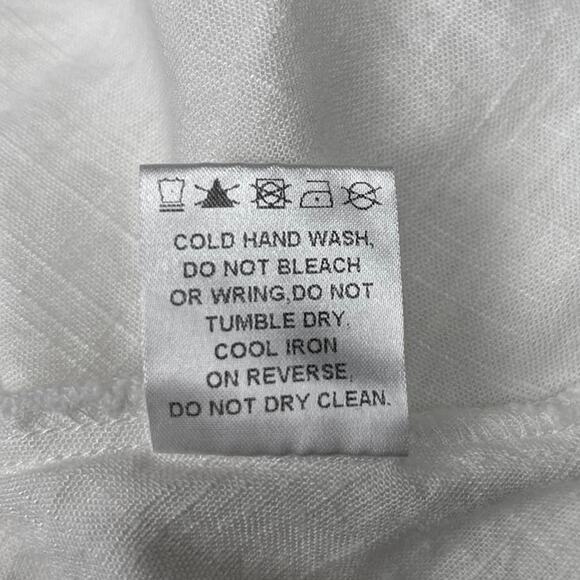 COLD HAND WASH,
DO NOT BLEACH
OR WRING,DO NOT
TUMBLE DRY,
COOL IRON
ON REVERSE,
DO NOT DRY CLEAN.